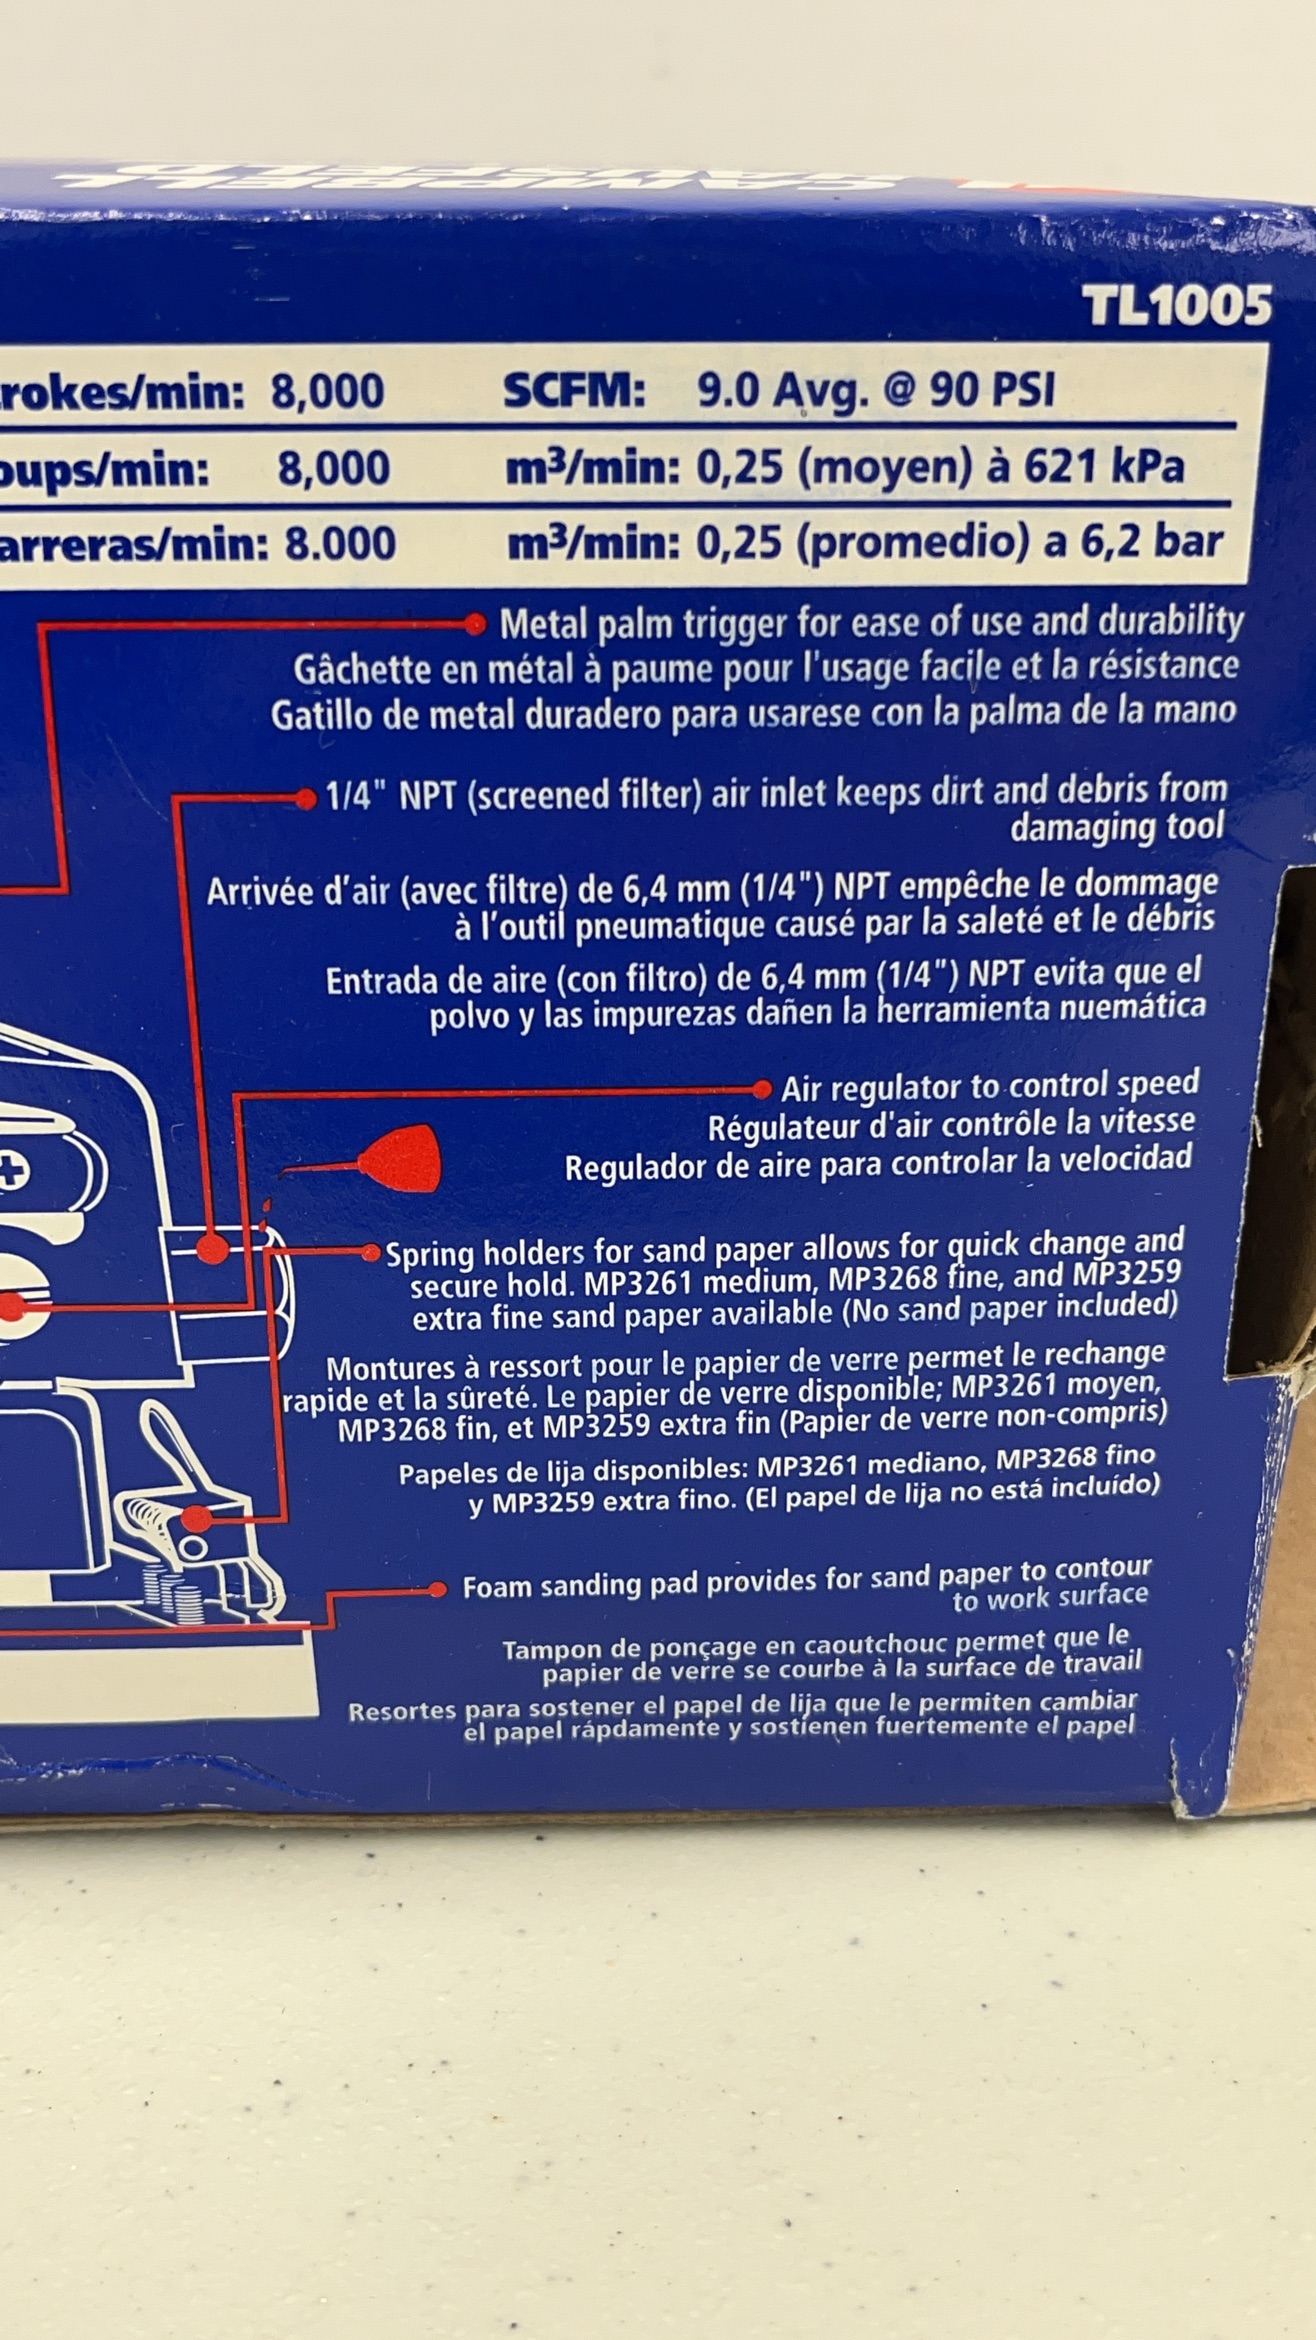 CAMPBELL
HAUSFELD
TL1005
rokes/min: 8,000 SCFM: 9.0 Avg. @ 90 PSI
oups/min: 8,000 m³/min: 0,25 (moyen) à 621 kPa
arreras/min: 8.000 m³/min: 0,25 (promedio) a 6,2 bar
Metal palm trigger for ease of use and durability
Gâchette en métal à paume pour l'usage facile et la résistance
Gatillo de metal duradero para usarese con la palma de la mano
1/4" NPT (screened filter) air inlet keeps dirt and debris from
damaging tool
Arrivée d'air (avec filtre) de 6,4 mm (1/4") NPT empêche le dommage
à l'outil pneumatique causé par la saleté et le débris
Entrada de aire (con filtro) de 6,4 mm (1/4") NPT evita que el
polvo y las impurezas dañen la herramienta nuemática
Air regulator to control speed
Régulateur d'air contrôle la vitesse
Regulador de aire para controlar la velocidad
Spring holders for sand paper allows for quick change and
secure hold. MP3261 medium, MP3268 fine, and MP3259
extra fine sand paper available (No sand paper included)
Montures à ressort pour le papier de verre permet le rechange
rapide et la sûreté. Le papier de verre disponible; MP3261 moyen,
MP3268 fin, et MP3259 extra fin (Papier de verre non-compris)
Papeles de lija disponibles: MP3261 mediano, MP3268 fino
y MP3259 extra fino. (El papel de lija no está incluído)
Foam sanding pad provides for sand paper to contour
to work surface
Tampon de ponçage en caoutchouc permet que le
papier de verre se courbe à la surface de travail
Resortes para sostener el papel de lija que le permiten cambiar
el papel rápdamente y sostienen fuertemente el papel